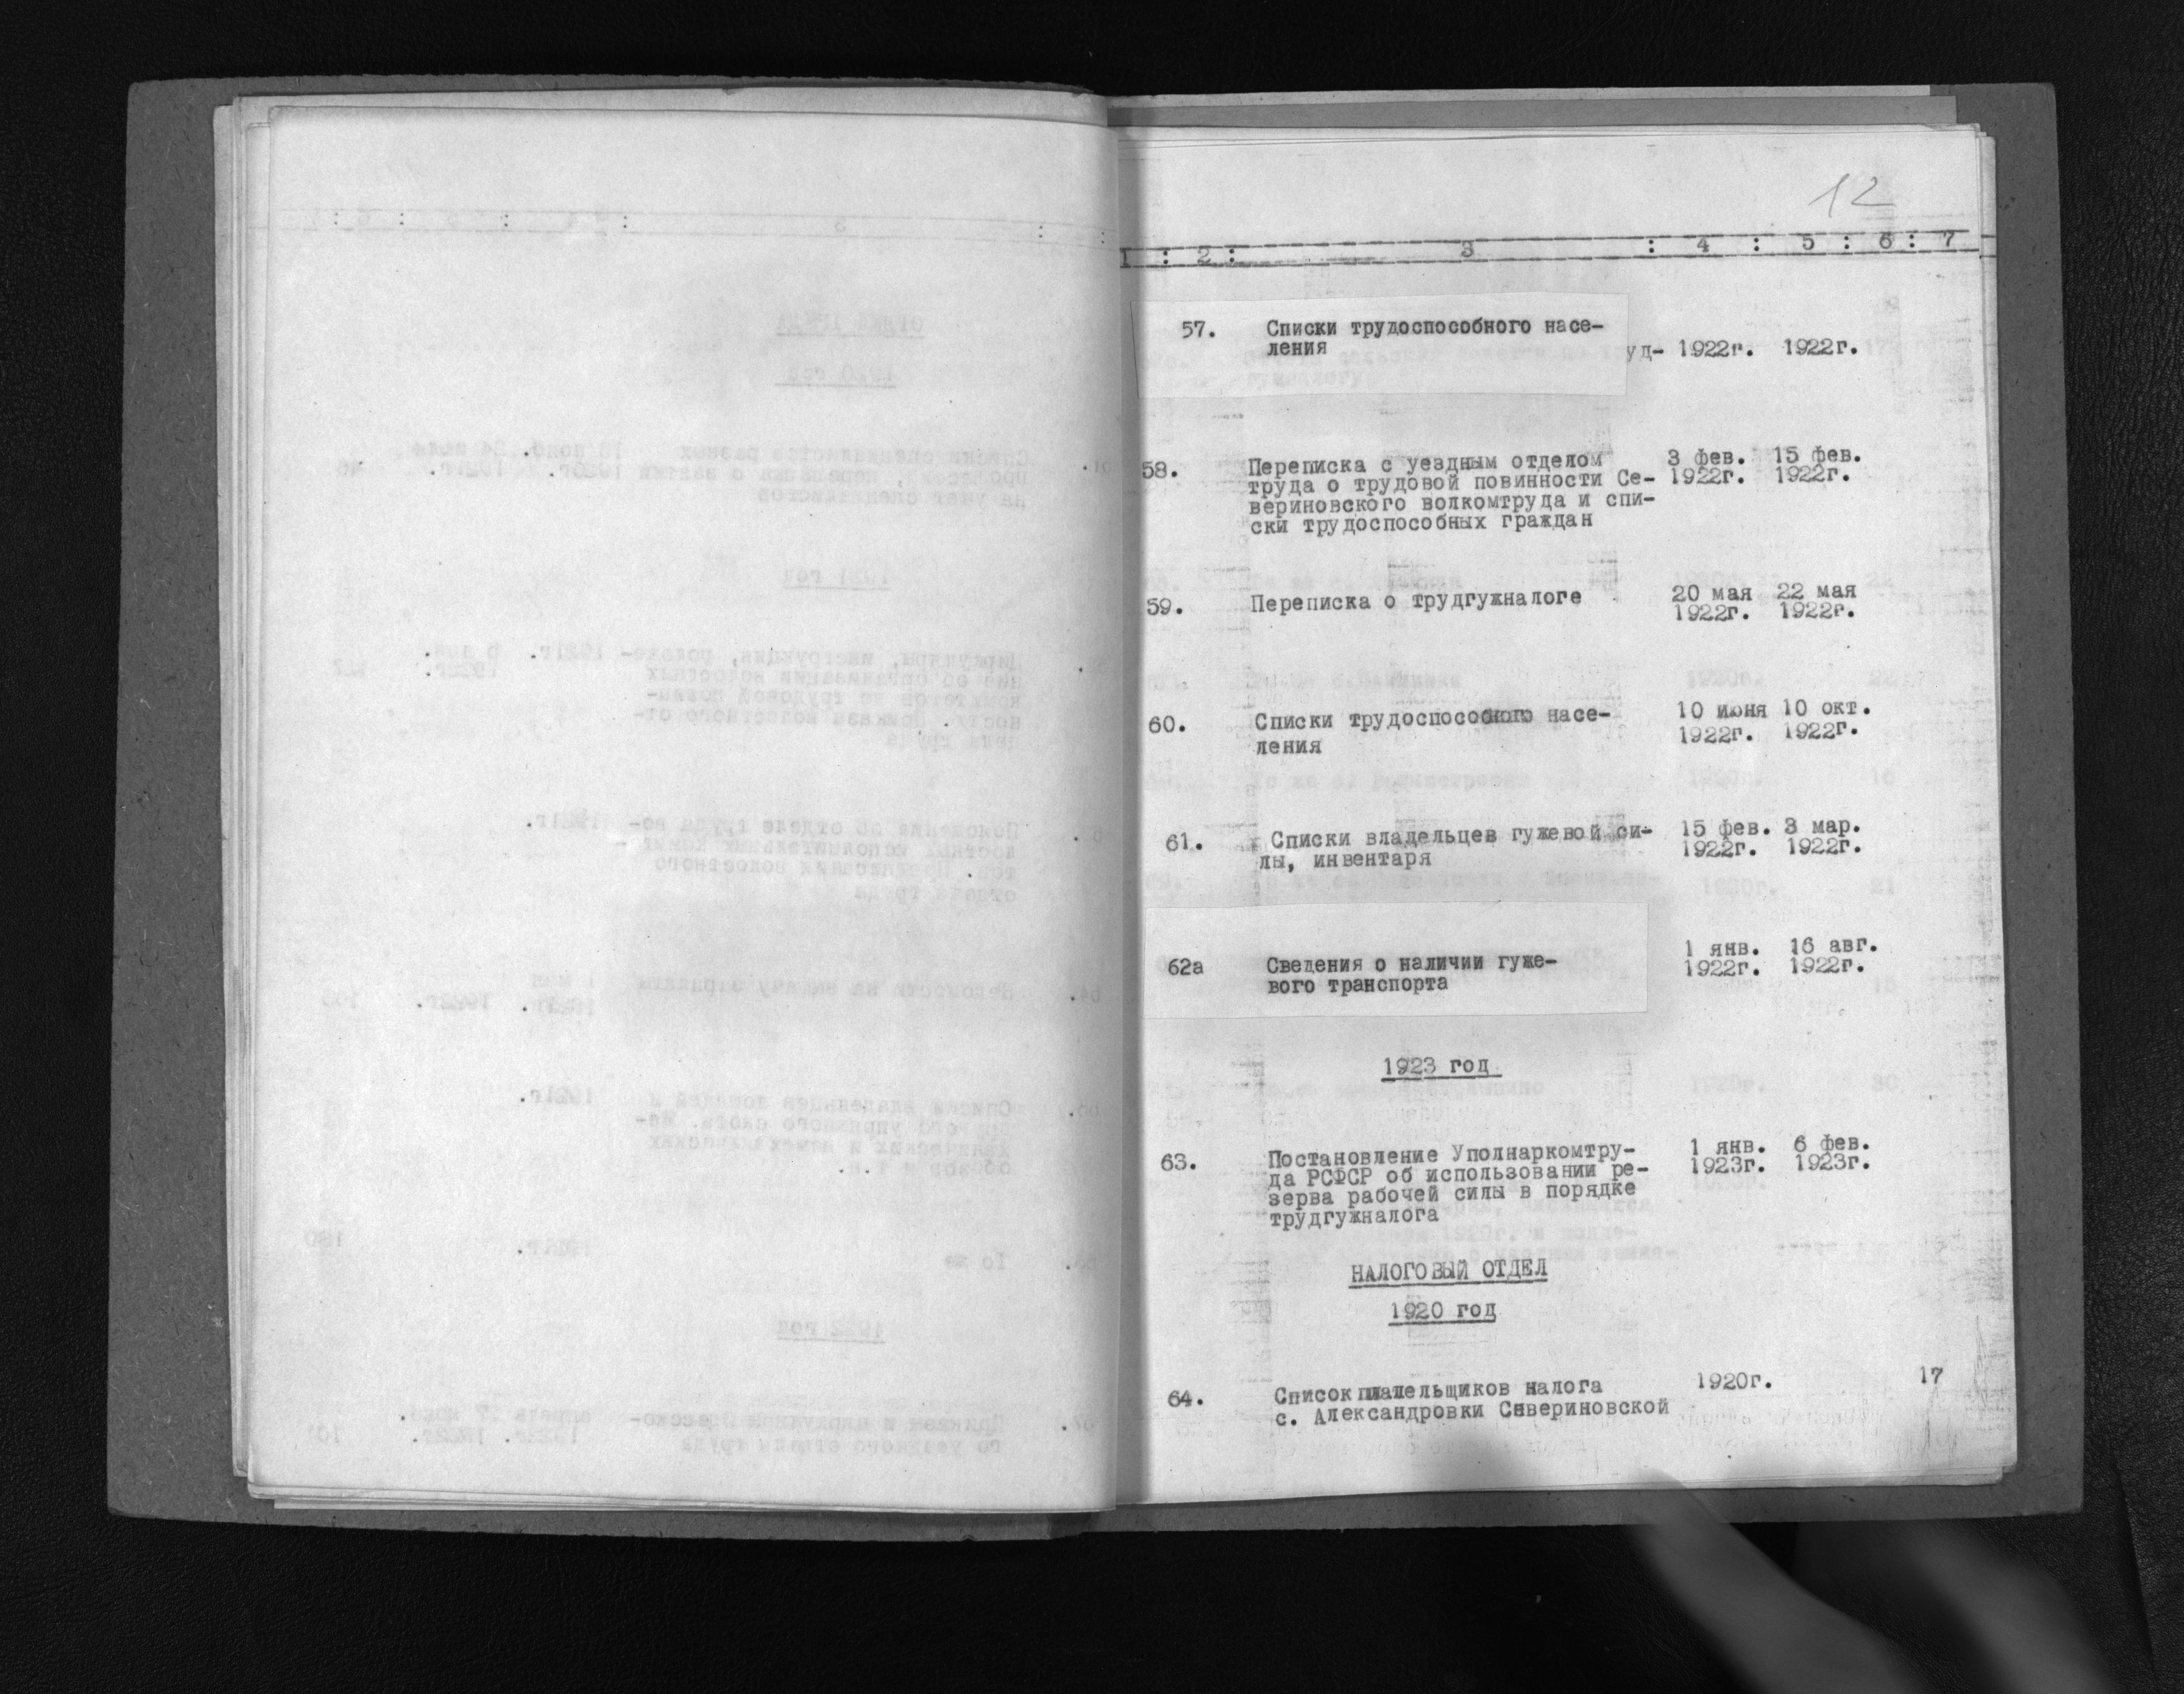 12
1 : 2 : 3 : 4 : 5 : 6 : 7
57. Списки трудоспособного насе-
ления уд- 1922г. 1922г.
58. Переписка с уездным отделом 3 фев. 15 фев.
труда о трудовой повинности Се- 1922г. 1922г.
вериновского волкомтруда и спи-
ски трудоспособных граждан
59. Переписка о трудгужналоге 20 мая 22 мая
1922г. 1922г.
60. Списки трудоспособного насе- 10 июня 10 окт.
ления 1922г. 1922г.
61. Списки владельцев гужевой си- 15 фев. 3 мар.
лы, инвентаря 1922г. 1922г.
1 янв. 16 авг.
62а Сведения о наличии гуже- 1922г. 1922г.
вого транспорта
1923 год
63. Постановление Уполнаркомтру- 1 янв. 6 фев.
да РСФСР об использовании ре- 1923г. 1923г.
зерва рабочей силы в порядке
трудгужналога
НАЛОГОВЫЙ ОТДЕЛ
1920 год
64. Список плательщиков налога 1920г. 17
с. Александровки Севериновской